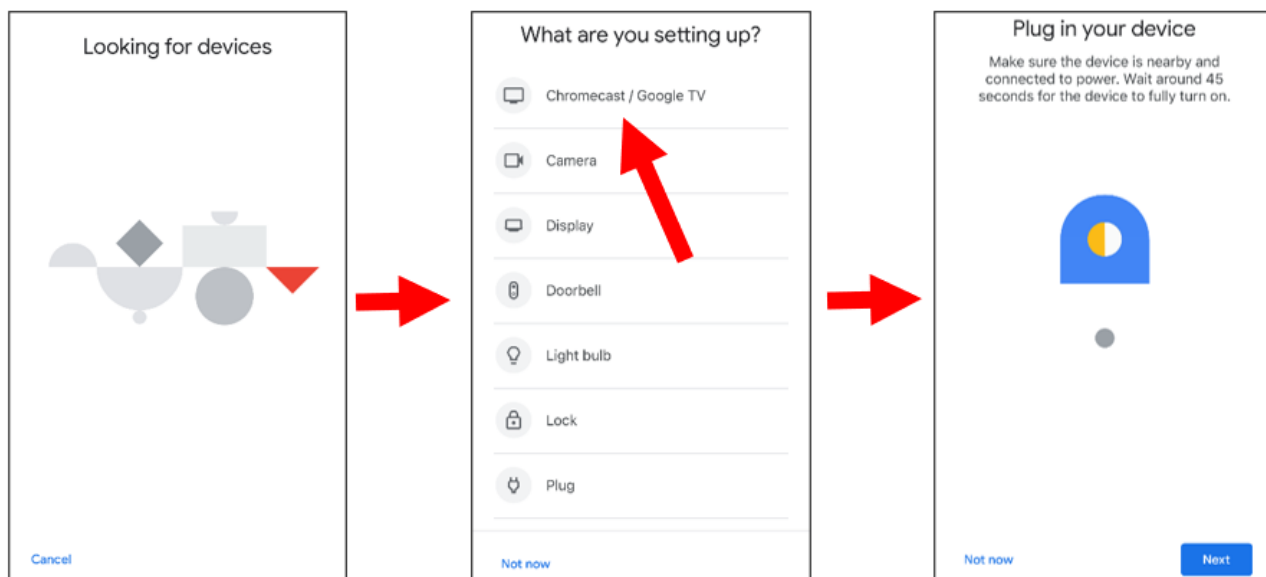 Looking for devices
Cancel
What are you setting up?
Chromecast / Google TV
Camera
Display
Doorbell
Light bulb
Lock
Plug
Not now
Plug in your device
Make sure the device is nearby and
connected to power. Wait around 45
seconds for the device to fully turn on.
Not now
Next